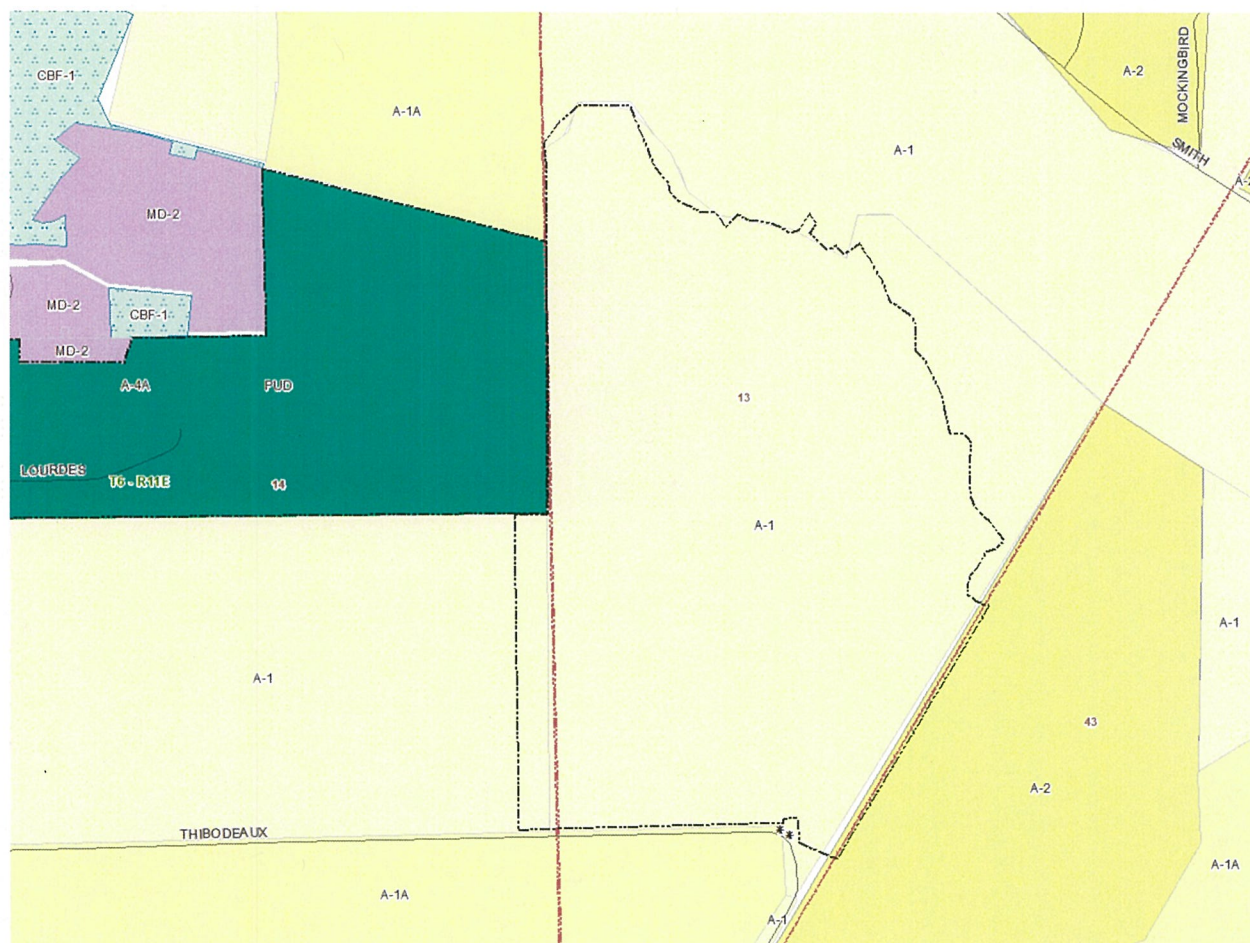 CBF-1
A-2
MOCKINGBIRD
A-1A
A-1
SMITH
MD-2
MD-2
CBF-1
MD-2
A-4A
PUD
13
LOURDES
T6 - R11E
14
A-1
A-1
A-1
43
A-2
THIBODEAUX
A-1A
A-1A
A-1